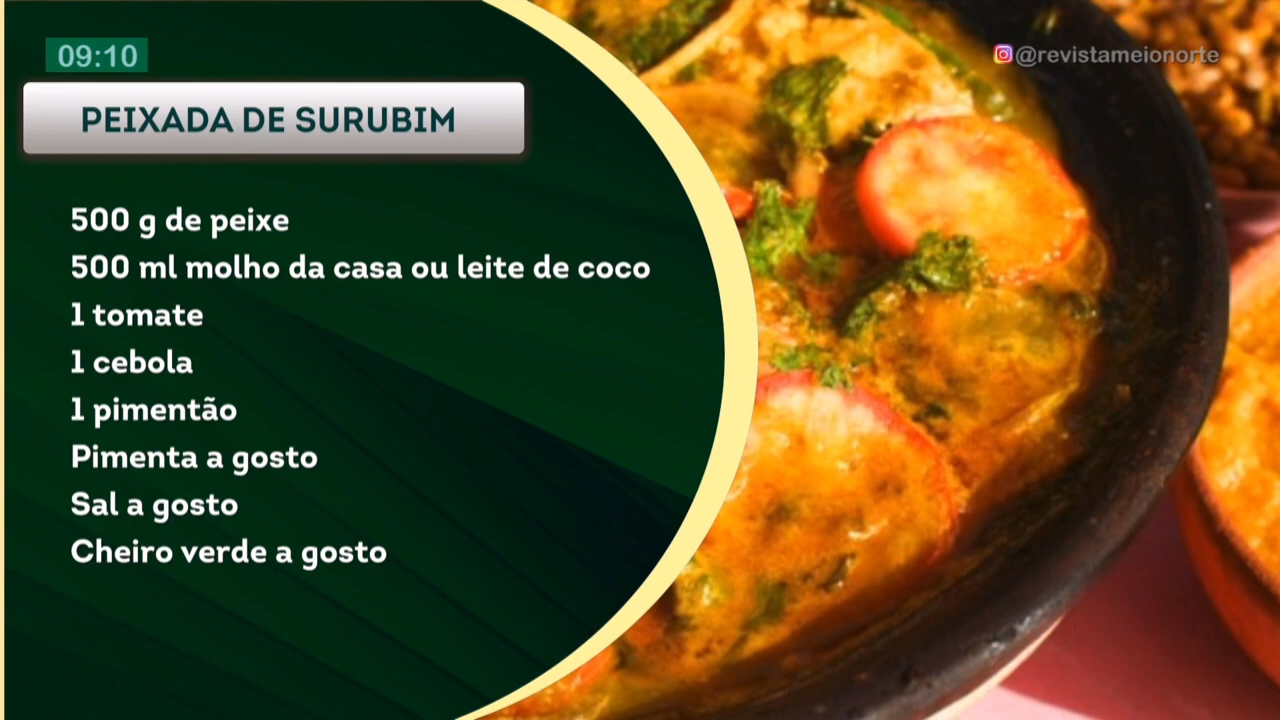 09:10
@revistameionorte
PEIXADA DE SURUBIM
500 g de peixe
500 ml molho da casa ou leite de coco
1 tomate
1 cebola
1 pimentão
Pimenta a gosto
Sal a gosto
Cheiro verde a gosto